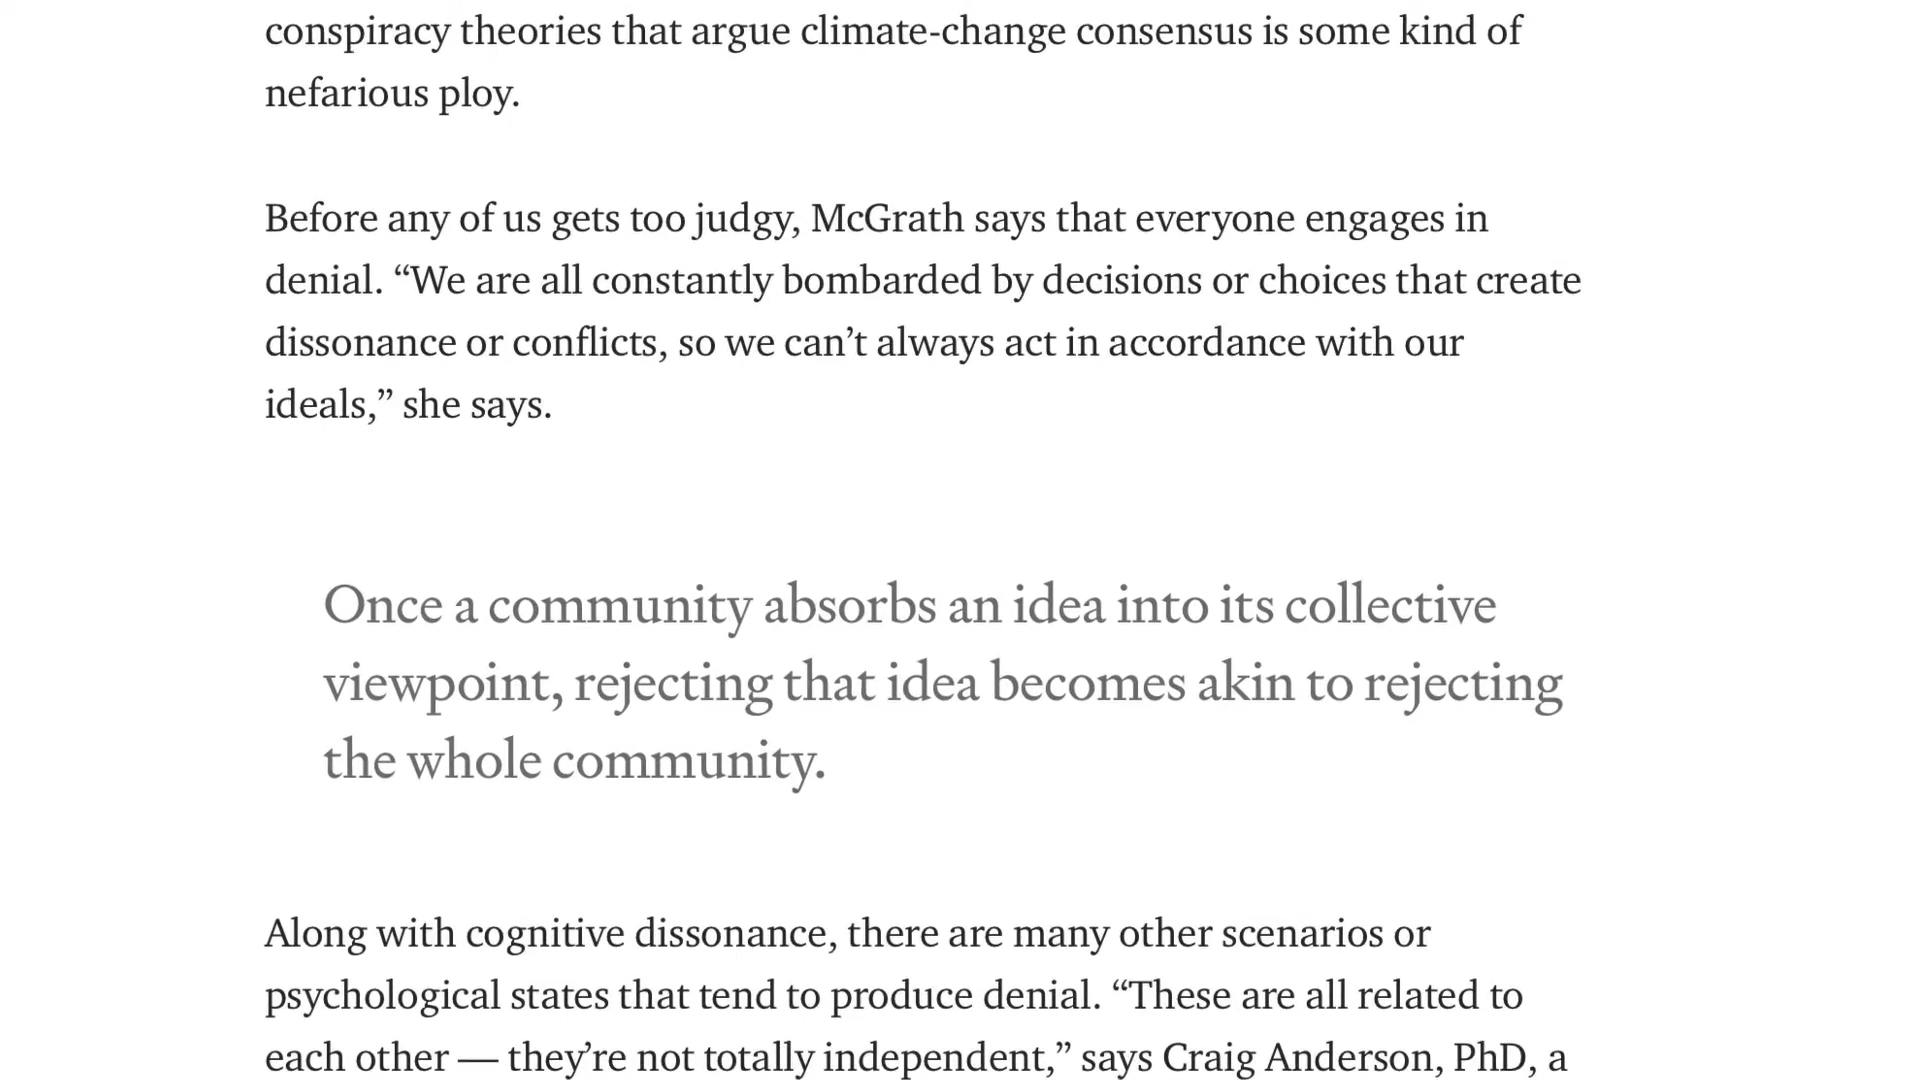 conspiracy theories that argue climate-change consensus is some kind of
nefarious ploy.
Before any of us gets too judgy, McGrath says that everyone engages in
denial. “We are all constantly bombarded by decisions or choices that create
dissonance or conflicts, so we can’t always act in accordance with our
ideals,” she says.
Once a community absorbs an idea into its collective
viewpoint, rejecting that idea becomes akin to rejecting
the whole community.
Along with cognitive dissonance, there are many other scenarios or
psychological states that tend to produce denial. “These are all related to
each other — they’re not totally independent,” says Craig Anderson, PhD, a